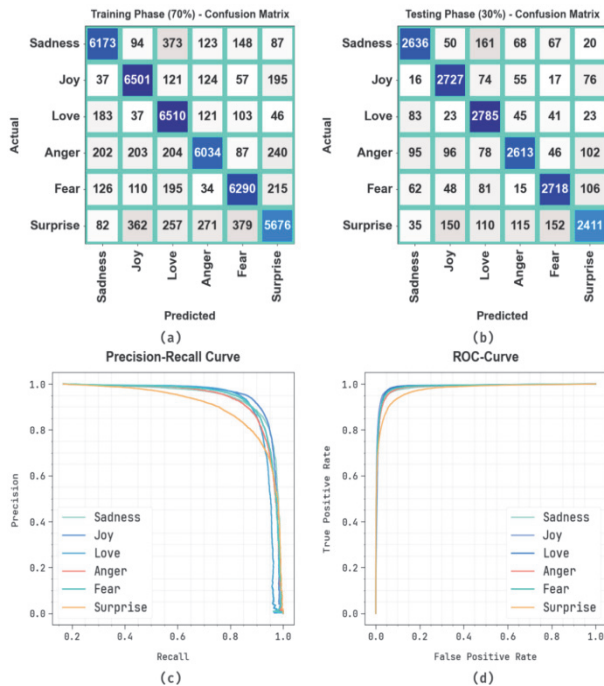 Training Phase (70%) - Confusion Matrix
Sadness 6173 94 373 123 148 87
Joy 37 6501 121 124 57 195
Love 183 37 6510 121 103 46
Anger 202 203 204 6034 87 240
Fear 126 110 195 34 6290 215
Surprise 82 362 257 271 379 5676
Actual
Sadness Joy Love Anger Fear Surprise
Predicted
(a)
Testing Phase (30%) - Confusion Matrix
Sadness 2636 50 161 68 67 20
Joy 16 2727 74 55 17 76
Love 83 23 2785 45 41 23
Anger 95 96 78 2613 46 102
Fear 62 48 81 15 2718 106
Surprise 35 150 110 115 152 2411
Actual
Sadness Joy Love Anger Fear Surprise
Predicted
(b)
Precision-Recall Curve
Precision
1.0
0.8
0.6
0.4
0.2
0.0
Sadness
Joy
Love
Anger
Fear
Surprise
0.2 0.4 0.6 0.8 1.0
Recall
(c)
ROC-Curve
True Positive Rate
1.0
0.8
0.6
0.4
0.2
0.0
Sadness
Joy
Love
Anger
Fear
Surprise
0.0 0.2 0.4 0.6 0.8 1.0
False Positive Rate
(d)